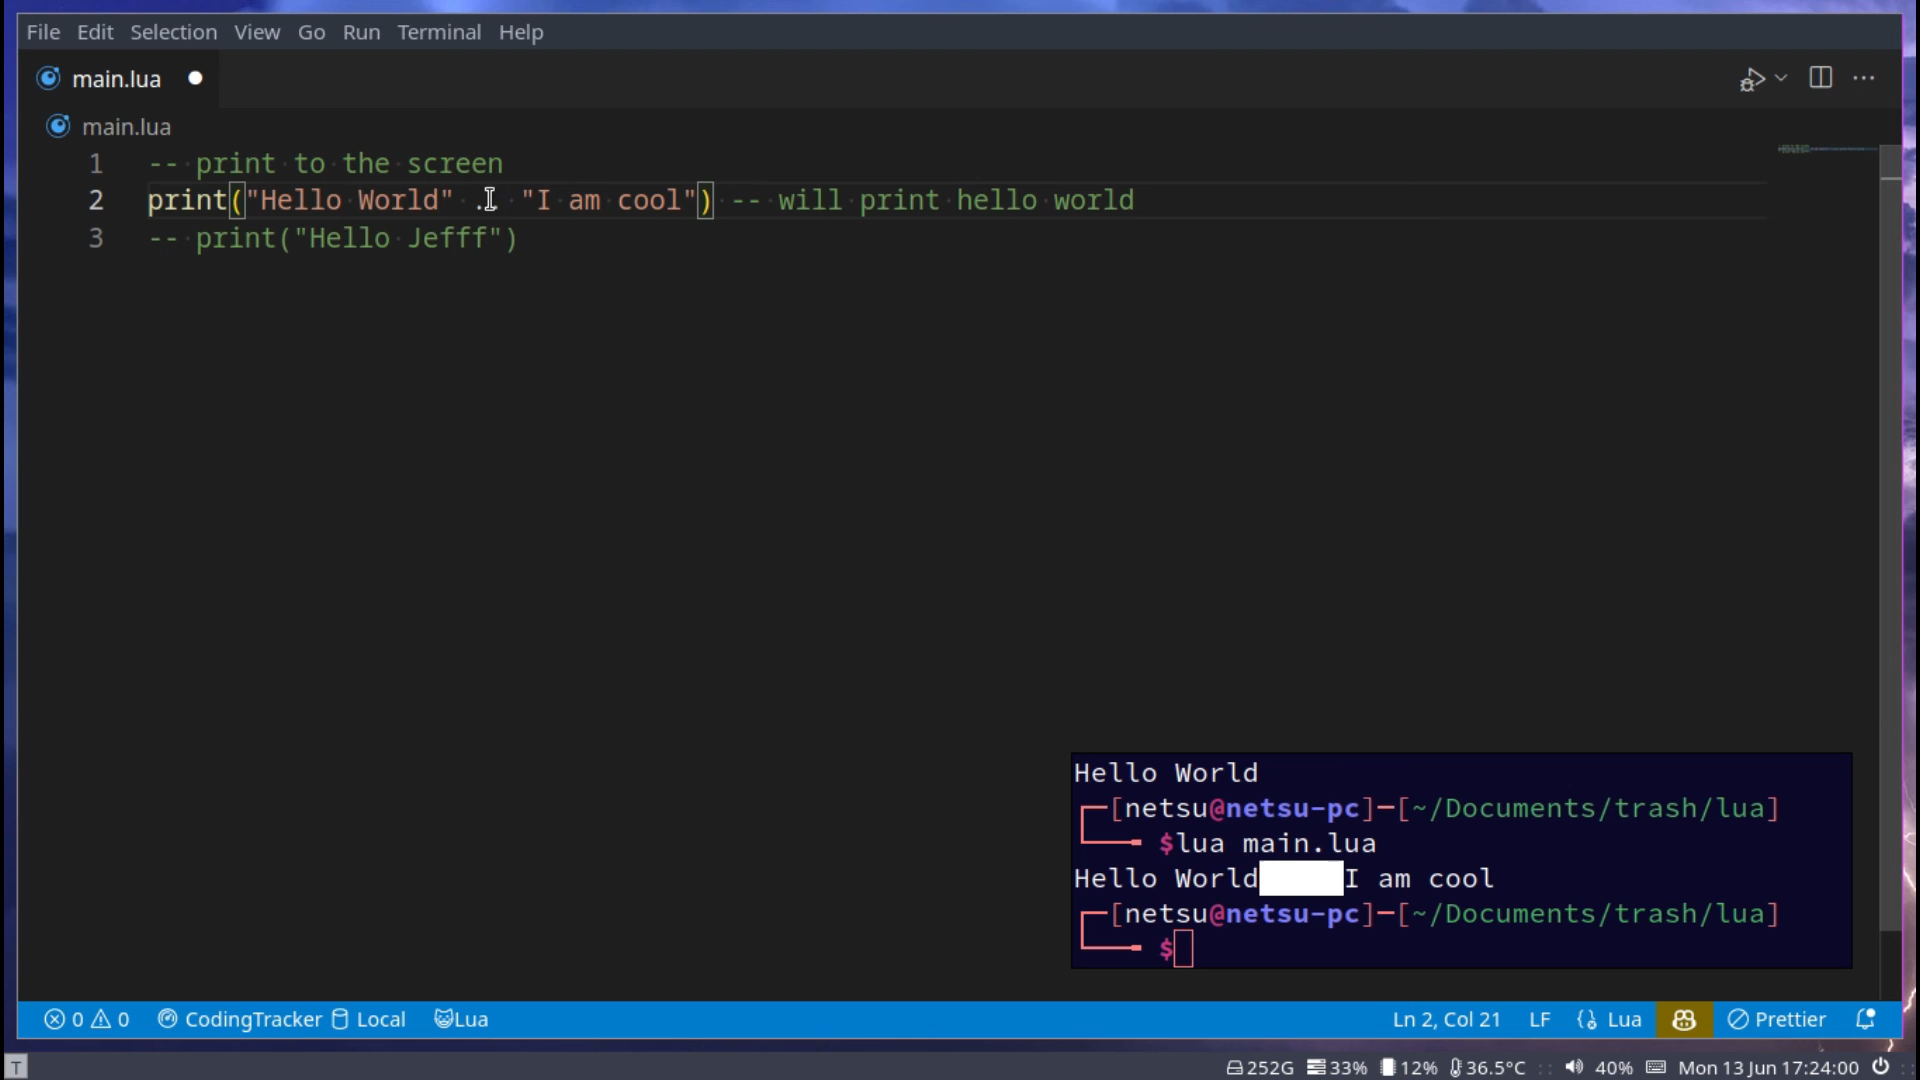 File Edit Selection View Go Run Terminal Help
main.lua
main.lua
1 -- print to the screen
2 print("Hello World" .. "I am cool") -- will print hello world
3 -- print("Hello Jefff")
Hello World
[netsu@netsu-pc]-[~/Documents/trash/lua]
$lua main.lua
Hello World I am cool
[netsu@netsu-pc]-[~/Documents/trash/lua]
$
0 0 CodingTracker Local Lua Ln 2, Col 21 LF Lua Prettier
T 252G 33% 12% 36.5°C 40% Mon 13 Jun 17:24:00